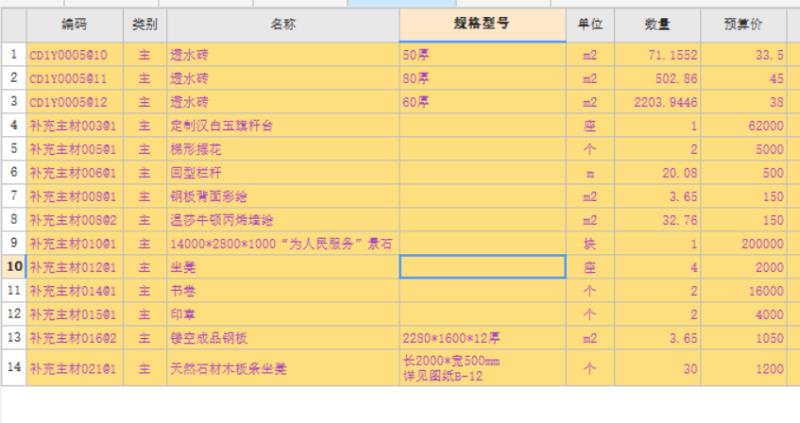 编码 类别 名称 规格型号 单位 数量 预算价
1 CD1Y0005@10 主 透水砖 50厚 m2 71.1552 33.5
2 CD1Y0005@11 主 透水砖 80厚 m2 502.86 45
3 CD1Y0005@12 主 透水砖 60厚 m2 2203.9446 38
4 补充主材003@1 主 定制汉白玉旗杆台 座 1 62000
5 补充主材005@1 主 梯形摆花 个 2 5000
6 补充主材006@1 主 回型栏杆 m 20.08 500
7 补充主材008@1 主 钢板背面彩绘 m2 3.65 150
8 补充主材008@2 主 温莎牛顿丙烯墙绘 m2 32.76 150
9 补充主材010@1 主 14000*2800*1000“为人民服务”景石 块 1 200000
10 补充主材012@1 主 坐凳 座 4 2000
11 补充主材014@1 主 书卷 个 2 16000
12 补充主材015@1 主 印章 个 2 4000
13 补充主材016@2 主 镂空成品钢板 2280*1600*12厚 m2 3.65 1050
14 补充主材021@1 主 天然石材木板条坐凳 长2000*宽500mm 个 30 1200
详见图纸B-12